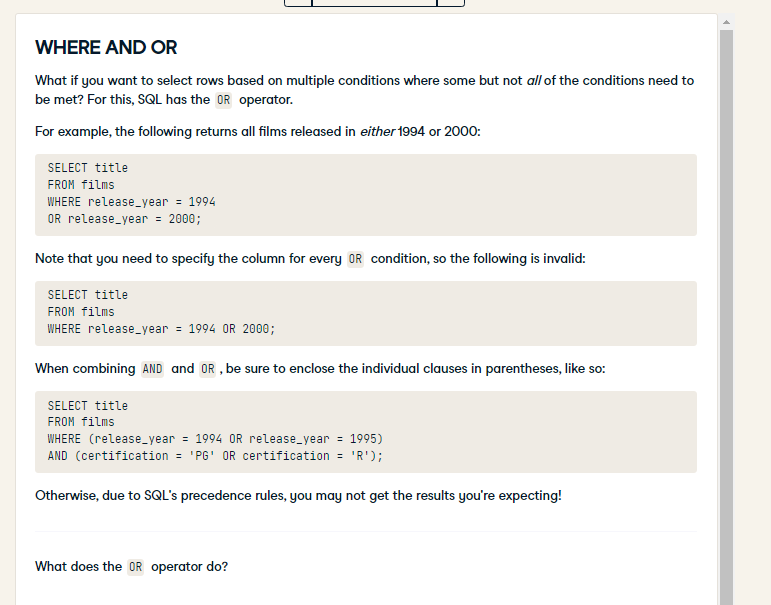 WHERE AND OR
What if you want to select rows based on multiple conditions where some but not all of the conditions need to
be met? For this, SQL has the OR operator.
For example, the following returns all films released in either 1994 or 2000:
SELECT title
FROM films
WHERE release_year = 1994
OR release_year = 2000;
Note that you need to specify the column for every OR condition, so the following is invalid:
SELECT title
FROM films
WHERE release_year = 1994 OR 2000;
When combining AND and OR , be sure to enclose the individual clauses in parentheses, like so:
SELECT title
FROM films
WHERE (release_year = 1994 OR release_year = 1995)
AND (certification = 'PG' OR certification = 'R');
Otherwise, due to SQL's precedence rules, you may not get the results you're expecting!
What does the OR operator do?